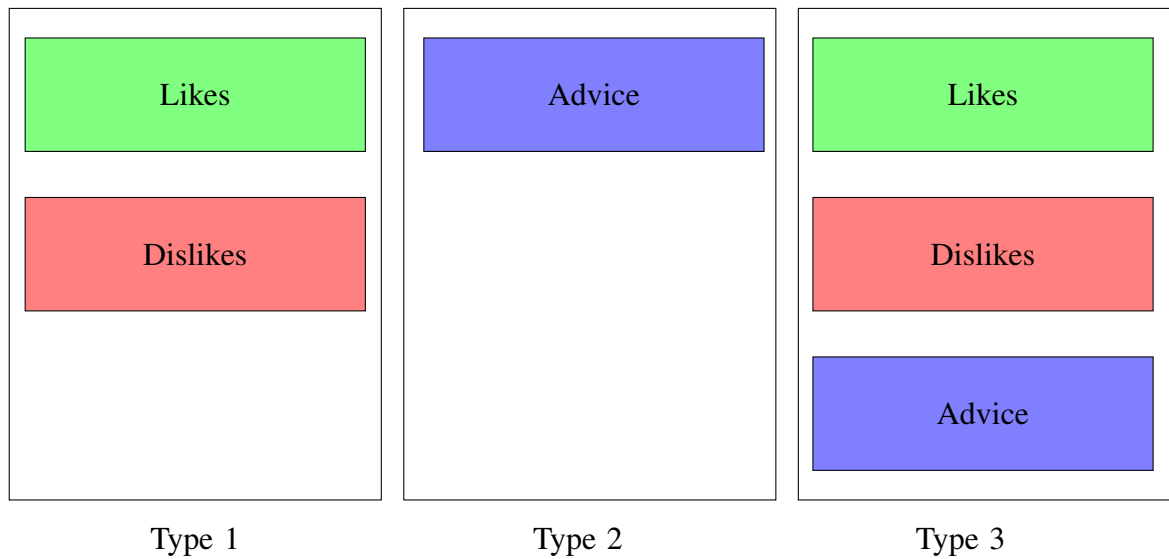 Likes
Dislikes
Type 1
Advice
Type 2
Likes
Dislikes
Advice
Type 3